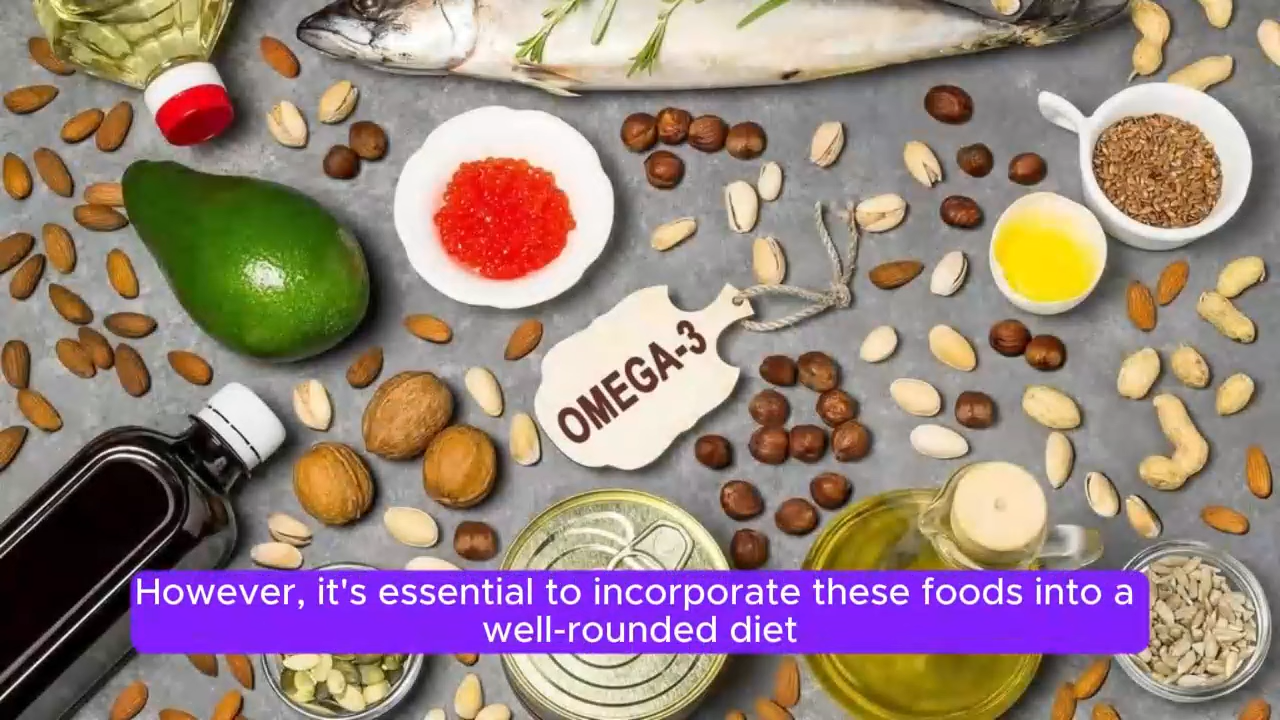 OMEGA-3
However, it's essential to incorporate these foods into a
well-rounded diet